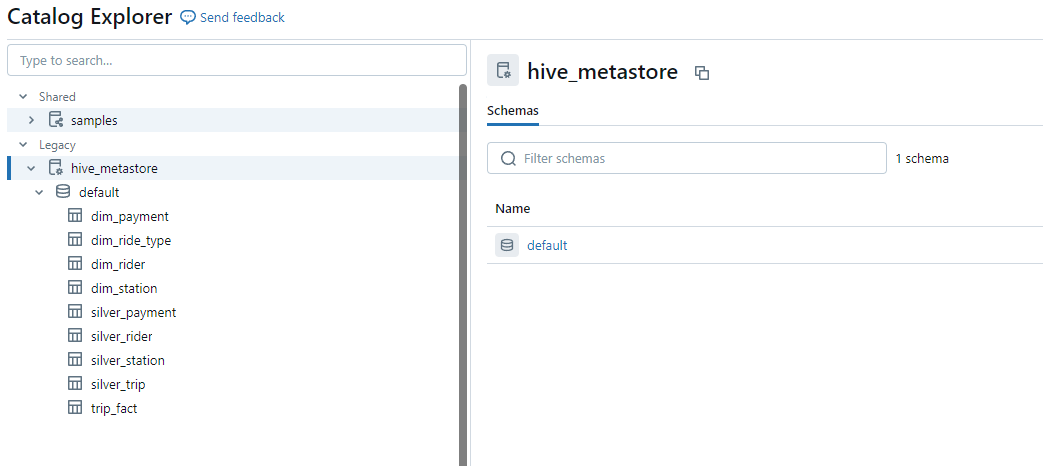 Catalog Explorer Send feedback
Type to search...
Shared
samples
Legacy
hive_metastore
default
dim_payment
dim_ride_type
dim_rider
dim_station
silver_payment
silver_rider
silver_station
silver_trip
trip_fact
hive_metastore
Schemas
Filter schemas 1 schema
Name
default